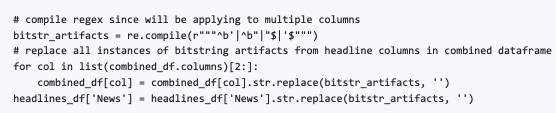 # compile regex since will be applying to multiple columns
bitstr_artifacts = re.compile(r"""^b'|^b"|"$|'$""")
# replace all instances of bitstring artifacts from headline columns in combined dataframe
for col in list(combined_df.columns)[2:]:
    combined_df[col] = combined_df[col].str.replace(bitstr_artifacts, '')
headlines_df['News'] = headlines_df['News'].str.replace(bitstr_artifacts, '')